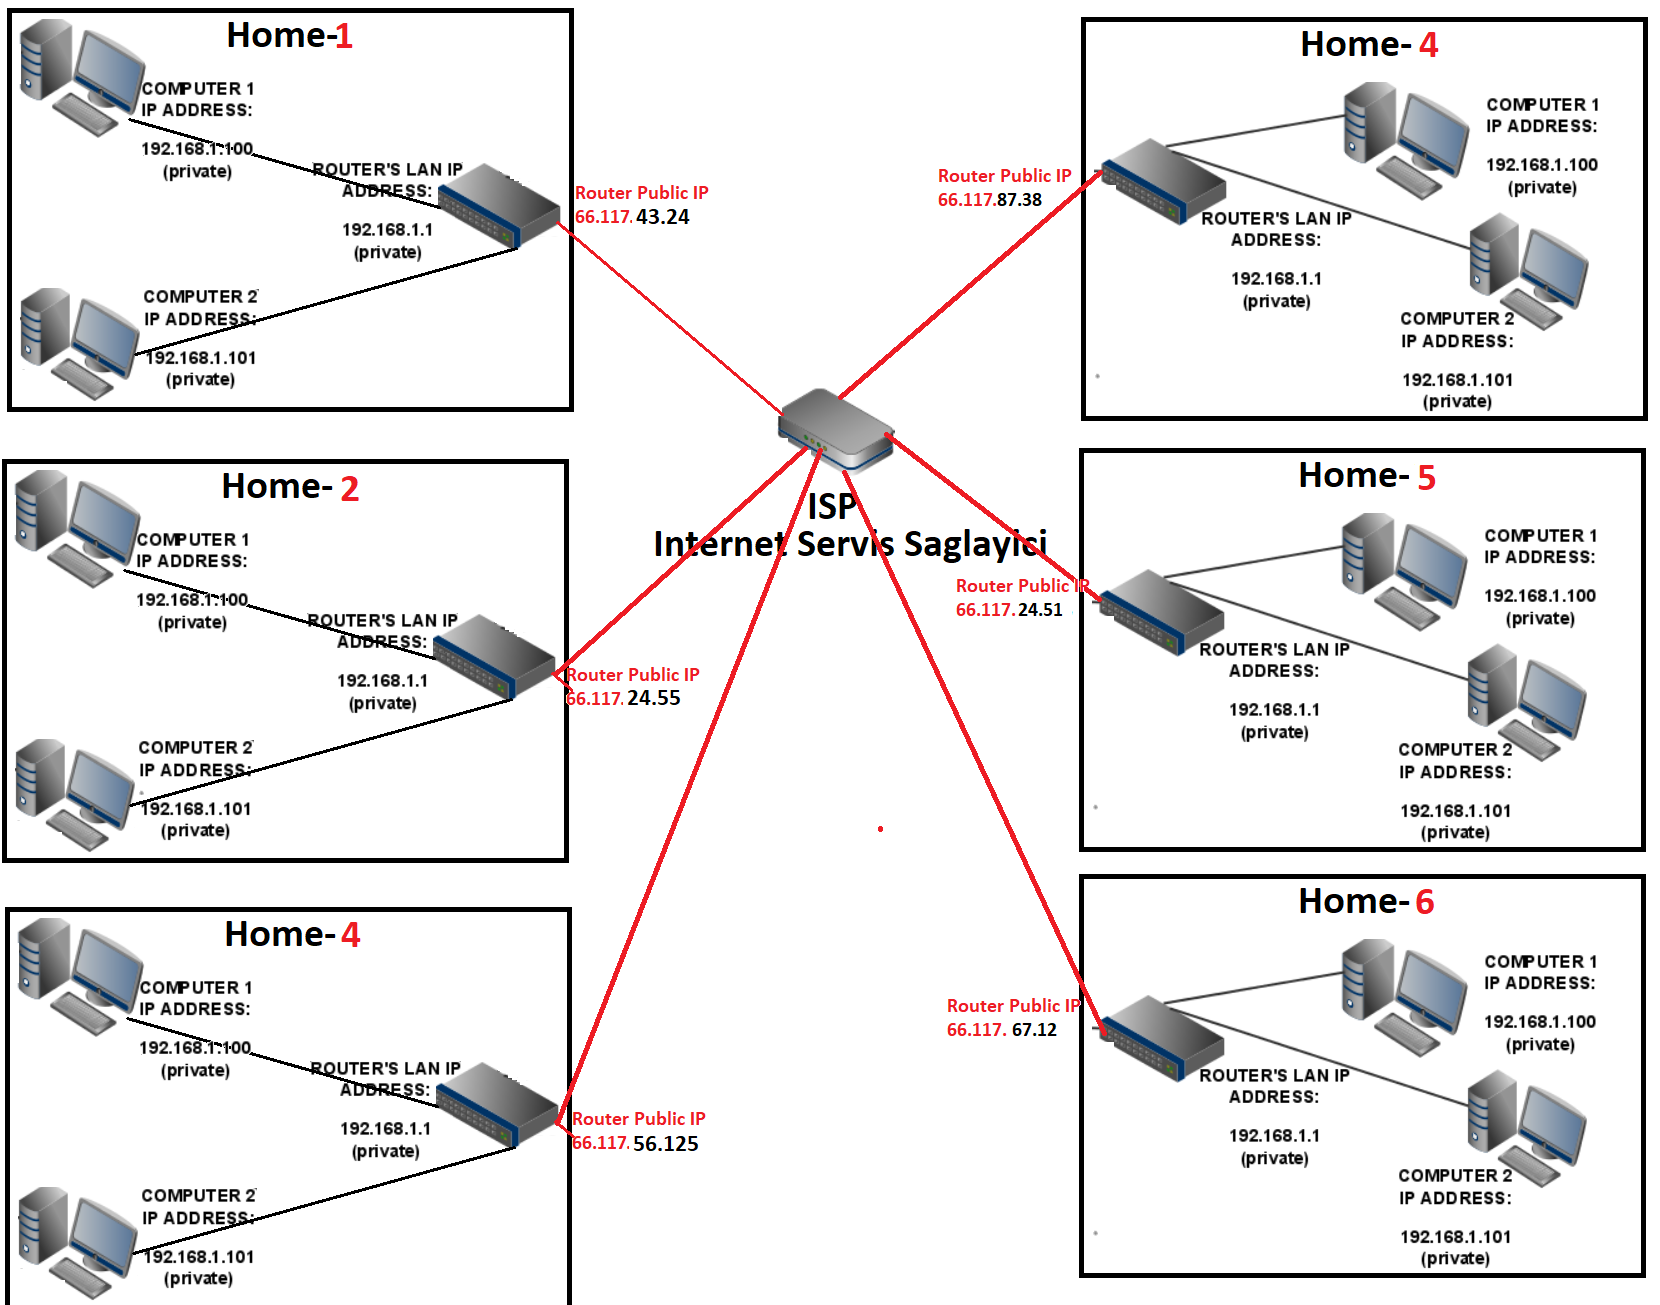 Home-1
COMPUTER 1
IP ADDRESS:
192.168.1.100
(private)
ROUTER'S LAN IP
ADDRESS:
192.168.1.1
(private)
COMPUTER 2
IP ADDRESS:
192.168.1.101
(private)
Router Public IP
66.117.43.24
Home- 2
COMPUTER 1
IP ADDRESS:
192.168.1.100
(private)
ROUTER'S LAN IP
ADDRESS:
192.168.1.1
(private)
COMPUTER 2
IP ADDRESS:
192.168.1.101
(private)
Router Public IP
66.117.24.55
Home- 4
COMPUTER 1
IP ADDRESS:
192.168.1.100
(private)
ROUTER'S LAN IP
ADDRESS:
192.168.1.1
(private)
COMPUTER 2
IP ADDRESS:
192.168.1.101
(private)
Router Public IP
66.117.56.125
ISP
Internet Servis Saglayici
Home- 4
Router Public IP
66.117.87.38
COMPUTER 1
IP ADDRESS:
192.168.1.100
(private)
ROUTER'S LAN IP
ADDRESS:
192.168.1.1
(private)
COMPUTER 2
IP ADDRESS:
192.168.1.101
(private)
Home- 5
Router Public IP
66.117.24.51
COMPUTER 1
IP ADDRESS:
192.168.1.100
(private)
ROUTER'S LAN IP
ADDRESS:
192.168.1.1
(private)
COMPUTER 2
IP ADDRESS:
192.168.1.101
(private)
Home- 6
Router Public IP
66.117. 67.12
COMPUTER 1
IP ADDRESS:
192.168.1.100
(private)
ROUTER'S LAN IP
ADDRESS:
192.168.1.1
(private)
COMPUTER 2
IP ADDRESS:
192.168.1.101
(private)